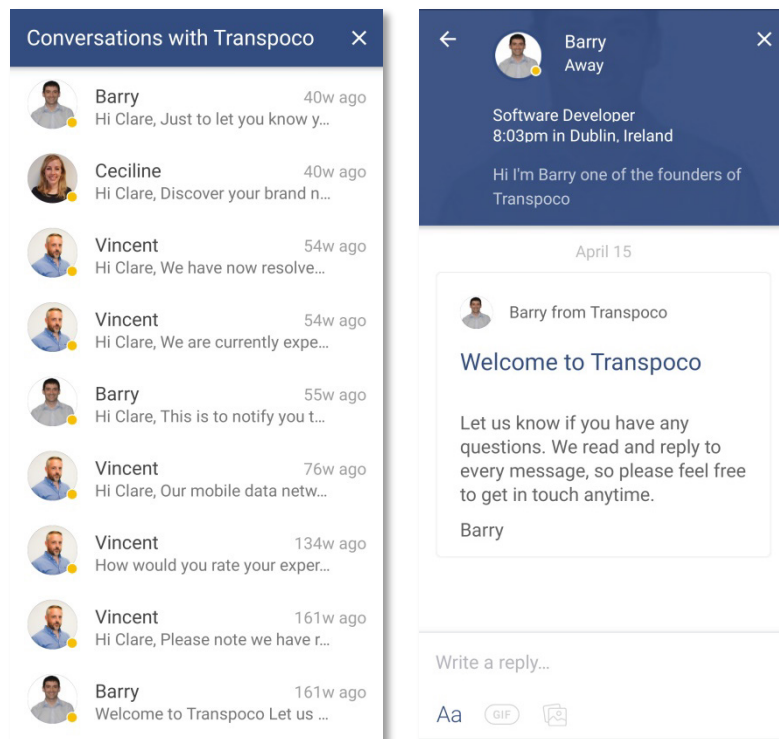 Conversations with Transpoco
Barry 40w ago
Hi Clare, Just to let you know y...
Ceciline 40w ago
Hi Clare, Discover your brand n...
Vincent 54w ago
Hi Clare, We have now resolve...
Vincent 54w ago
Hi Clare, We are currently expe...
Barry 55w ago
Hi Clare, This is to notify you t...
Vincent 76w ago
Hi Clare, Our mobile data netw...
Vincent 134w ago
How would you rate your exper...
Vincent 161w ago
Hi Clare, Please note we have r...
Barry 161w ago
Welcome to Transpoco Let us ...
Barry
Away
Software Developer
8:03pm in Dublin, Ireland
Hi I'm Barry one of the founders of
Transpoco
April 15
Barry from Transpoco
Welcome to Transpoco
Let us know if you have any
questions. We read and reply to
every message, so please feel free
to get in touch anytime.
Barry
Write a reply...
Aa GIF